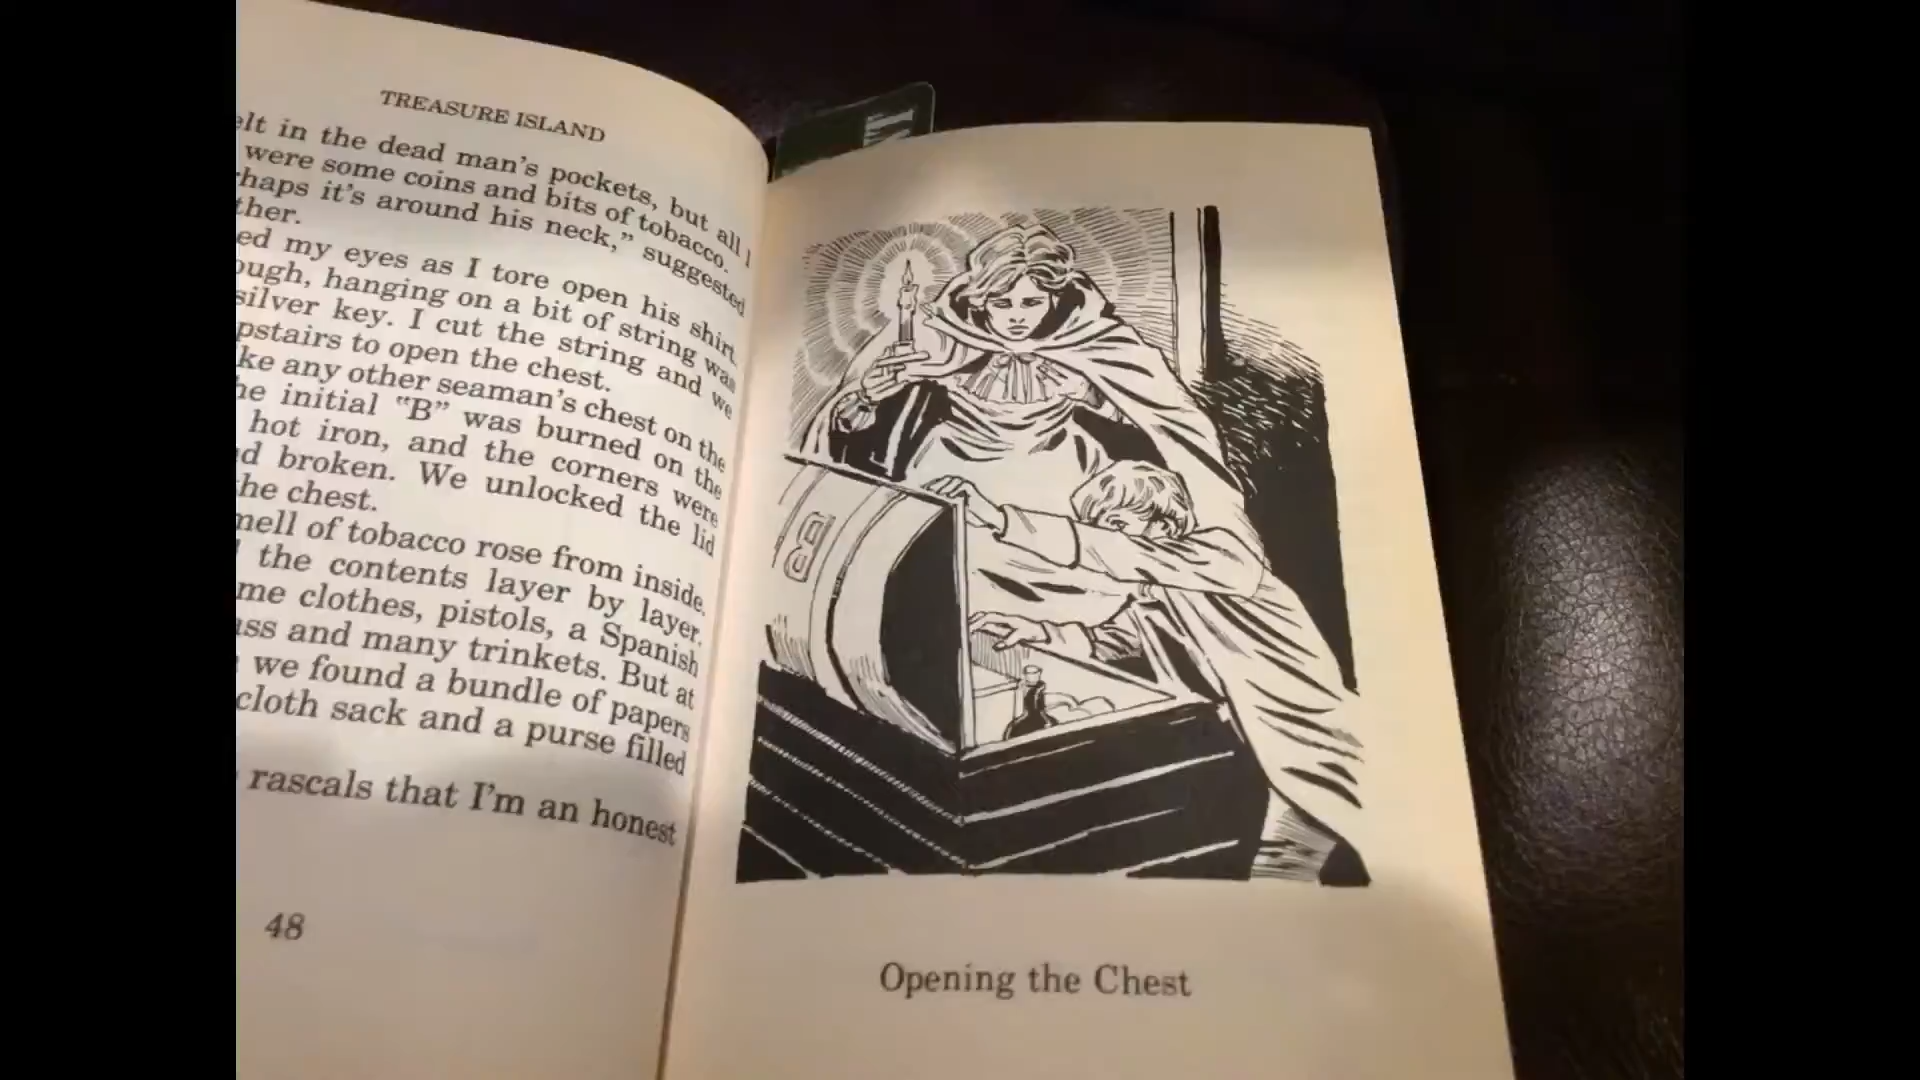 TREASURE ISLAND
elt in the dead man's pockets, but all I
were some coins and bits of tobacco.
rhaps it's around his neck," suggested
ther.
ed my eyes as I tore open his shirt.
ough, hanging on a bit of string was
silver key. I cut the string and we
pstairs to open the chest.
ke any other seaman's chest on the
he initial "B" was burned on the
hot iron, and the corners were
d broken. We unlocked the lid
he chest.
mell of tobacco rose from inside.
the contents layer by layer.
me clothes, pistols, a Spanish
ass and many trinkets. But at
we found a bundle of papers
cloth sack and a purse filled
rascals that I'm an honest
48
B
Opening the Chest